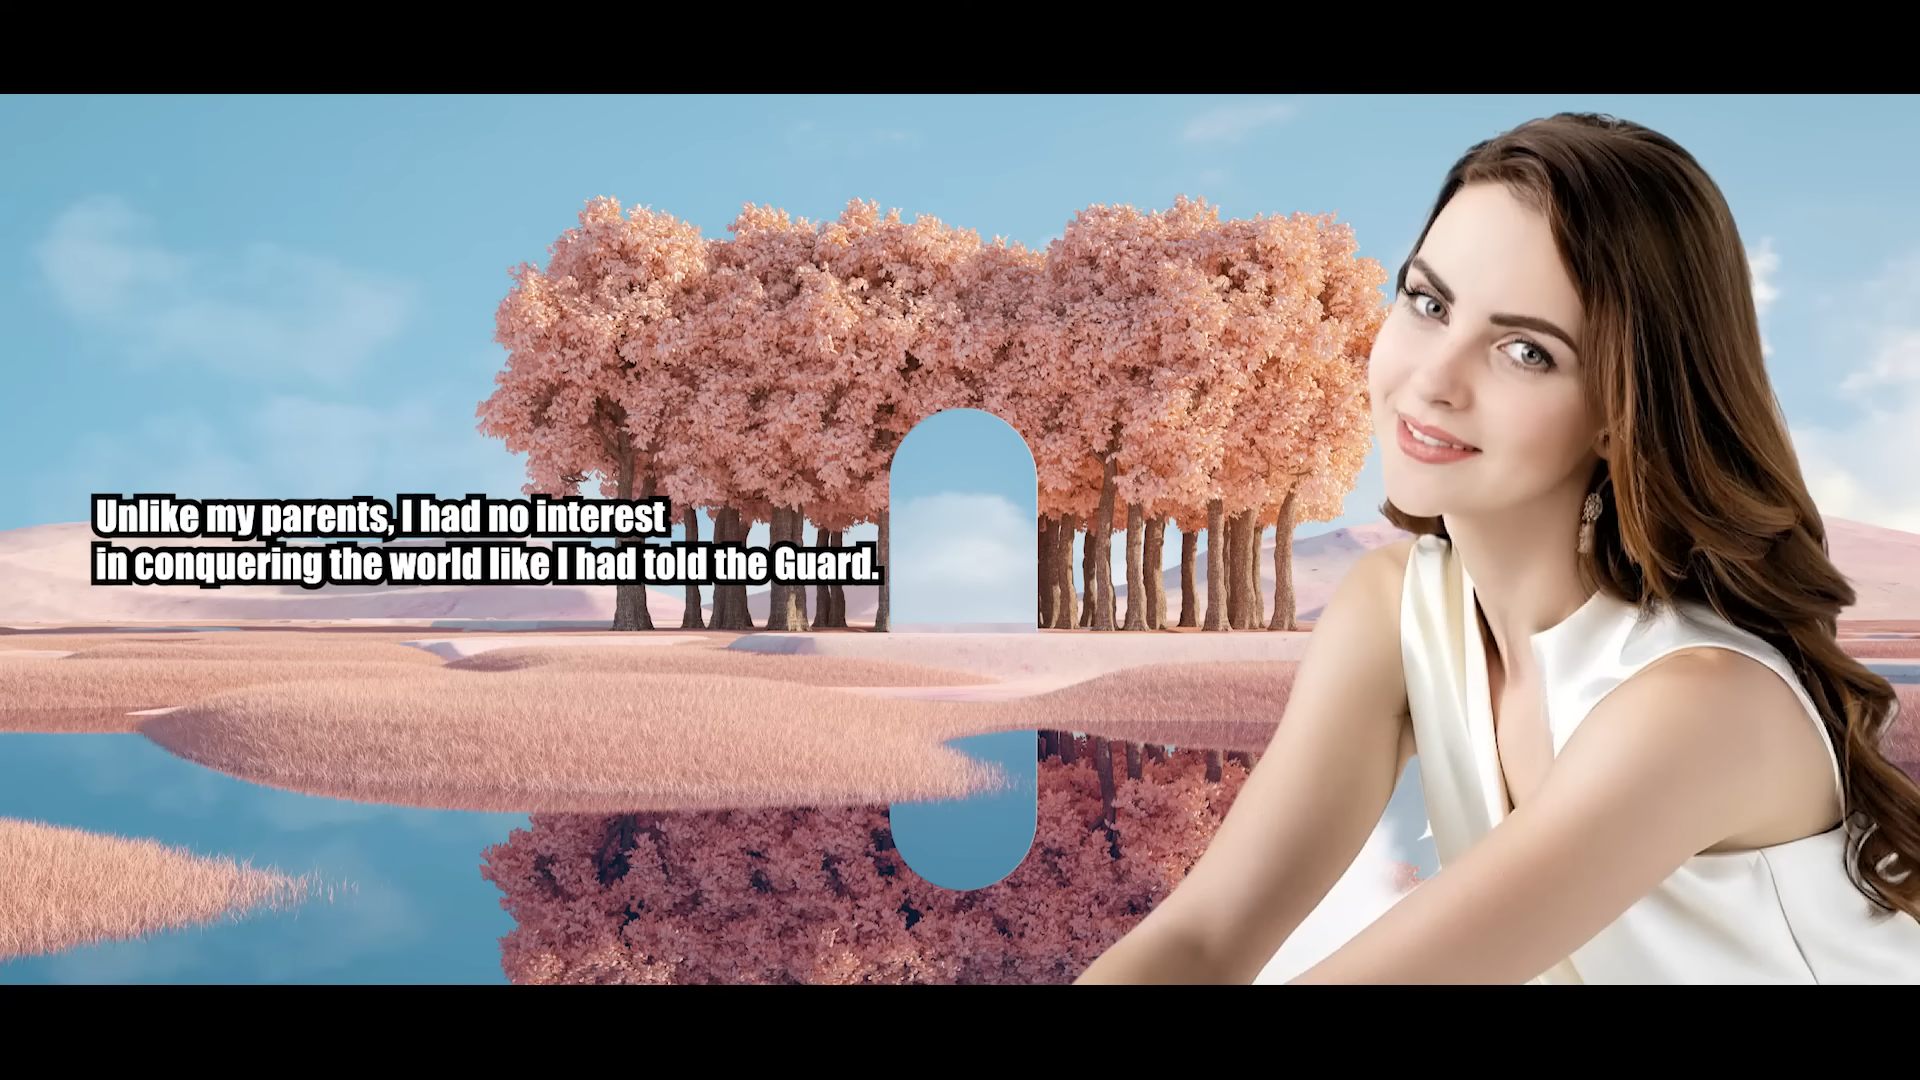 Unlike my parents, I had no interest
in conquering the world like I had told the Guard.